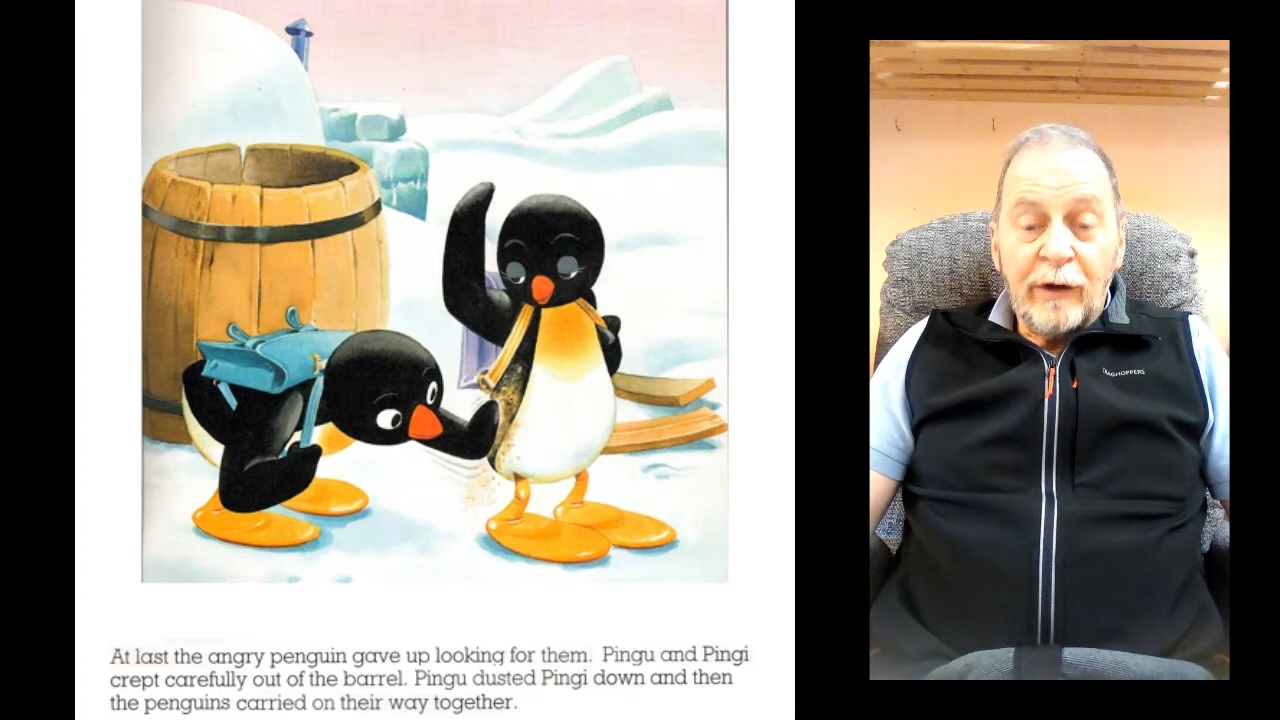 At last the angry penguin gave up looking for them. Pingu and Pingi
crept carefully out of the barrel. Pingu dusted Pingi down and then
the penguins carried on their way together.
CRAGHOPPERS